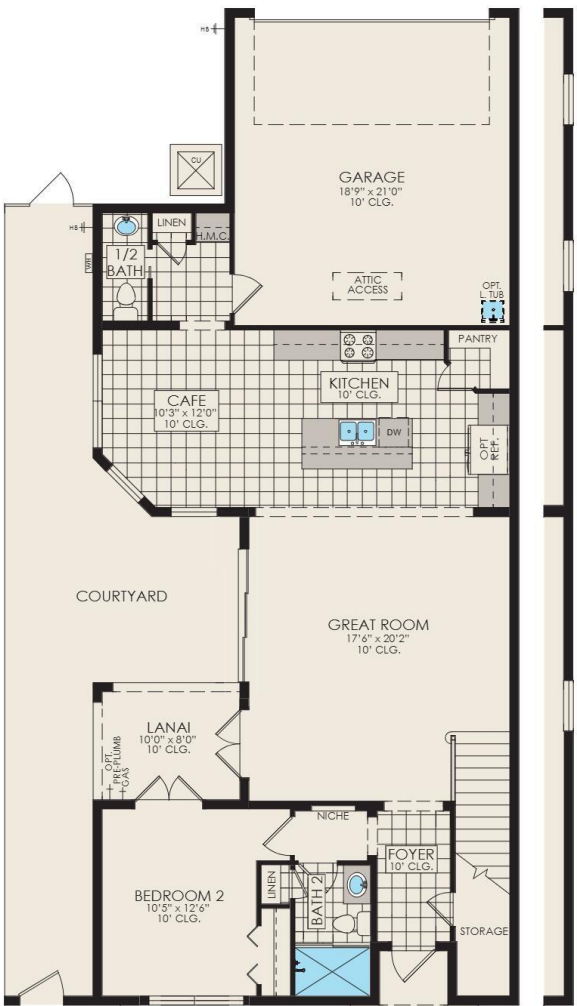 HB
CU
GARAGE
18'9" x 21'0"
10' CLG.
LINEN
H.M.C.
HB
1/2
BATH
ATTIC
ACCESS
OPT.
L. TUB
PANTRY
KITCHEN
10' CLG.
CAFE
10'3" x 12'0"
10' CLG.
DW
OPT
REF.
COURTYARD
GREAT ROOM
17'6" x 20'2"
10' CLG.
LANAI
10'0" x 8'0"
10' CLG.
OPT.
PRE-PLUMB
GAS
NICHE
FOYER
10' CLG.
LINEN
BATH 2
BEDROOM 2
10'5" x 12'6"
10' CLG.
STORAGE